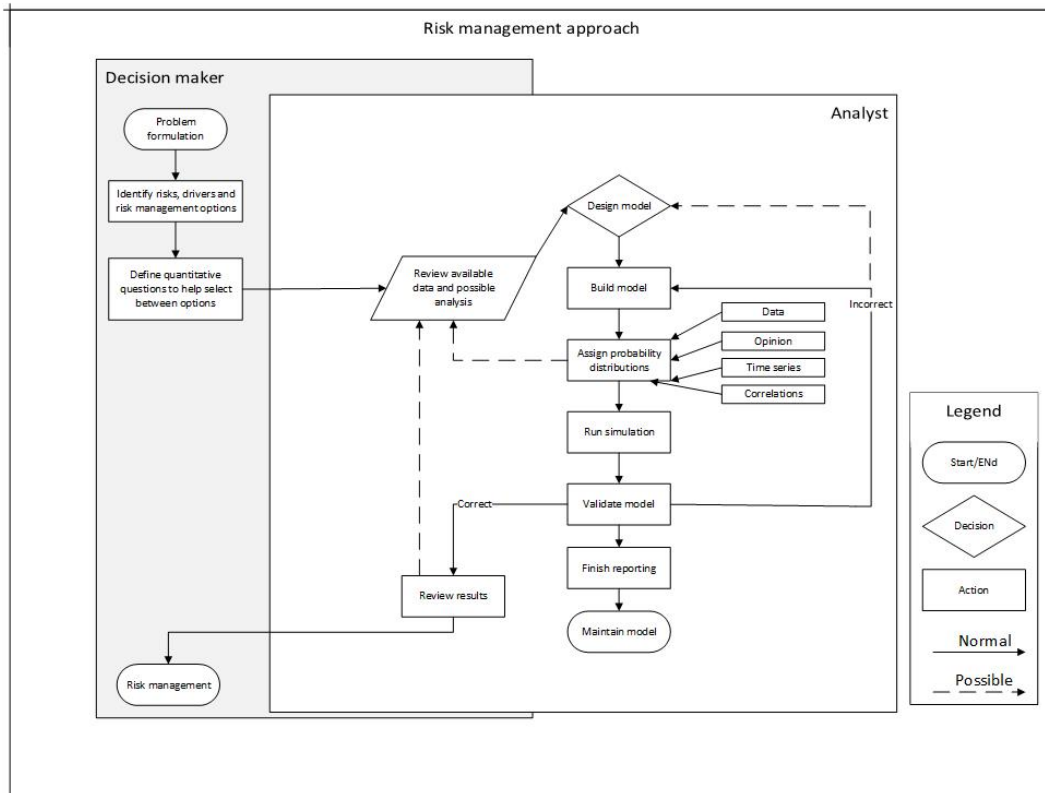 Risk management approach
Decision maker
Analyst
Problem
formulation
Identify risks, drivers and
risk management options
Define quantitative
questions to help select
between options
Review available
data and possible
analysis
Design model
Build model
Incorrect
Assign probability
distributions
Data
Opinion
Time series
Correlations
Run simulation
Correct
Validate model
Finish reporting
Review results
Maintain model
Risk management
Legend
Start/ENd
Decision
Action
Normal
Possible